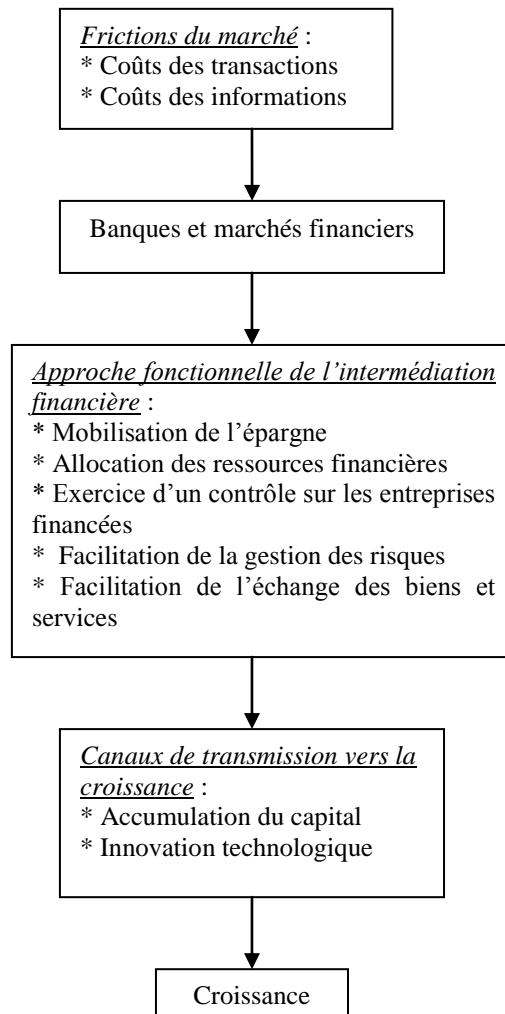 Frictions du marché :
* Coûts des transactions
* Coûts des informations
Banques et marchés financiers
Approche fonctionnelle de l’intermédiation
financière :
* Mobilisation de l’épargne
* Allocation des ressources financières
* Exercice d’un contrôle sur les entreprises
financées
* Facilitation de la gestion des risques
* Facilitation de l’échange des biens et
services
Canaux de transmission vers la
croissance :
* Accumulation du capital
* Innovation technologique
Croissance